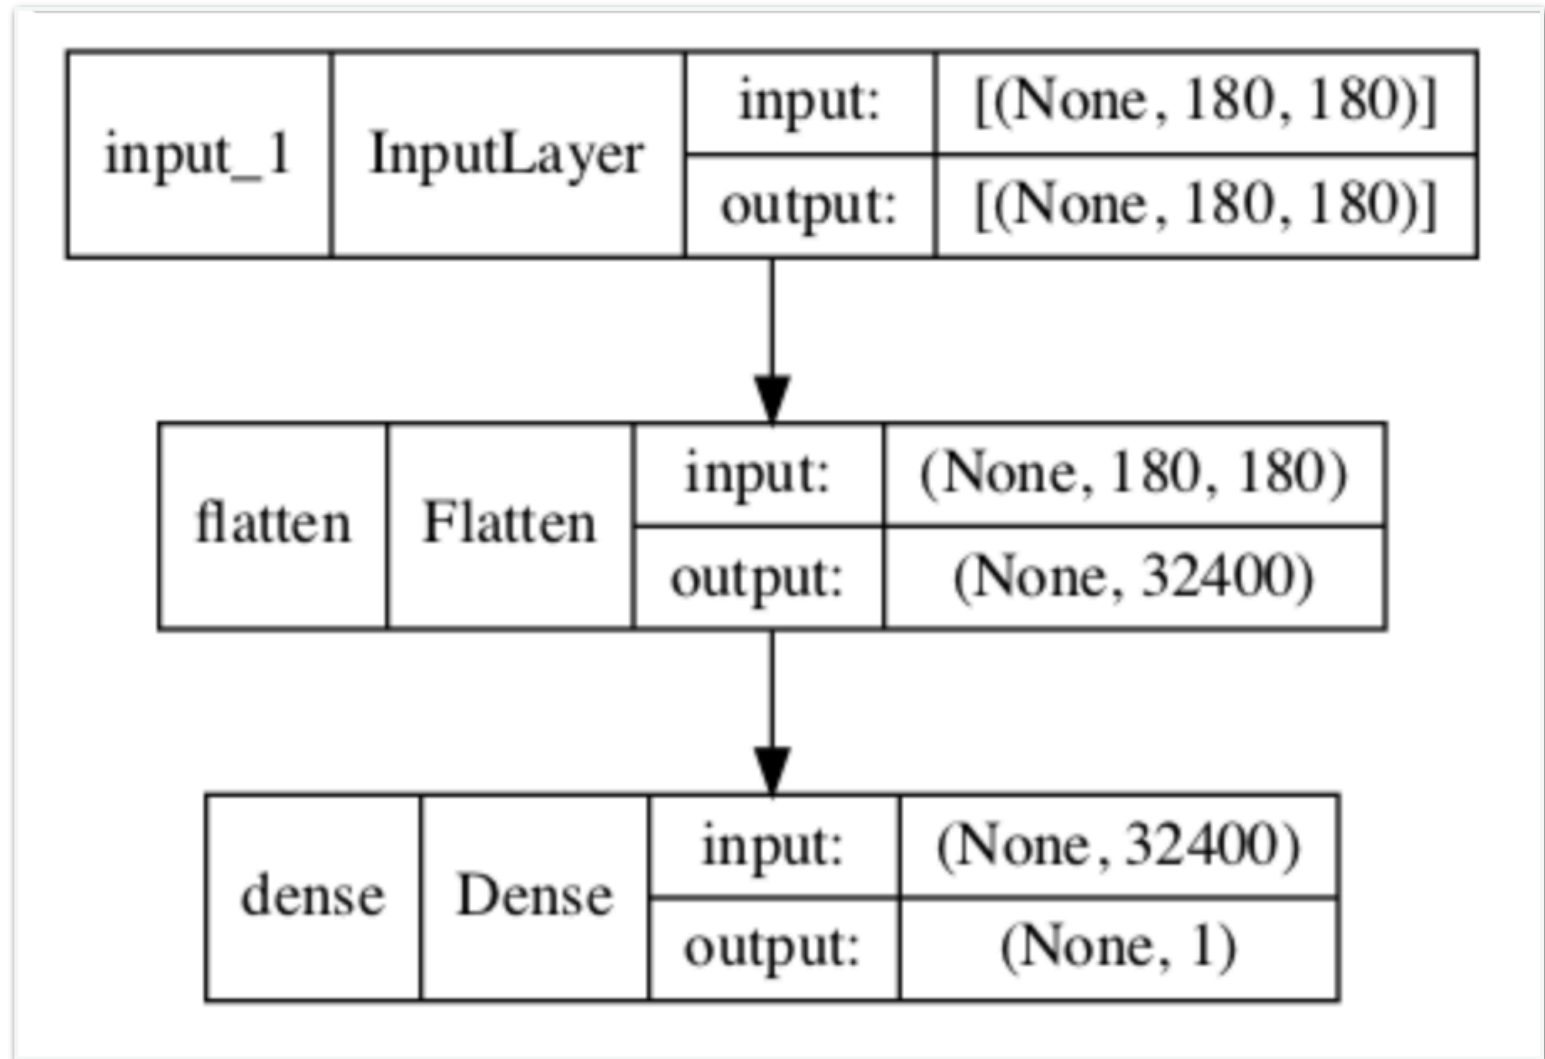 input_1 InputLayer input: [(None, 180, 180)]
output: [(None, 180, 180)]
flatten Flatten input: (None, 180, 180)
output: (None, 32400)
dense Dense input: (None, 32400)
output: (None, 1)